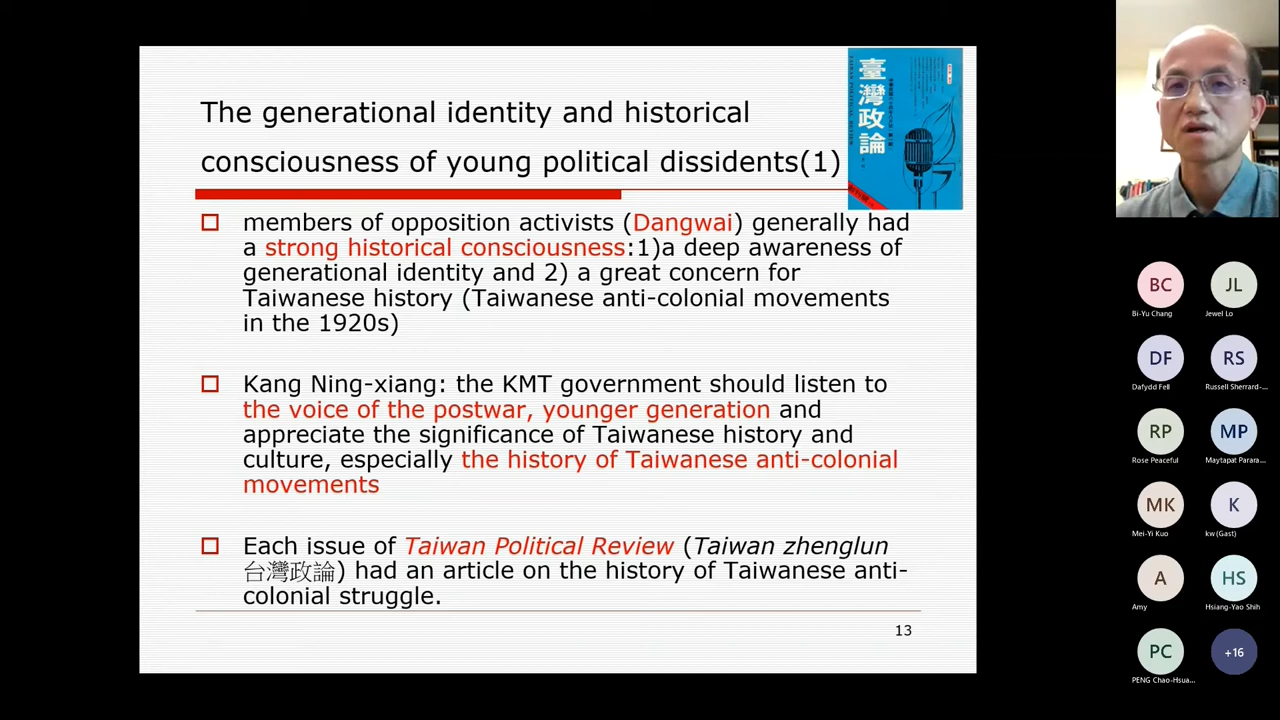 The generational identity and historical
consciousness of young political dissidents(1)
臺灣政論
members of opposition activists (Dangwai) generally had
a strong historical consciousness:1)a deep awareness of
generational identity and 2) a great concern for
Taiwanese history (Taiwanese anti-colonial movements
in the 1920s)
Kang Ning-xiang: the KMT government should listen to
the voice of the postwar, younger generation and
appreciate the significance of Taiwanese history and
culture, especially the history of Taiwanese anti-colonial
movements
Each issue of Taiwan Political Review (Taiwan zhenglun
台灣政論) had an article on the history of Taiwanese anti-
colonial struggle.
13
BC
Bi-Yu Chang
JL
Jewel Lo
DF
Dafydd Fell
RS
Russell Sherrard-...
RP
Rose Peaceful
MP
Maytapat Parara...
MK
Mei-Yi Kuo
K
kw (Gast)
A
Amy
HS
Hsiang-Yao Shih
PC
PENG Chao-Hsua...
+16